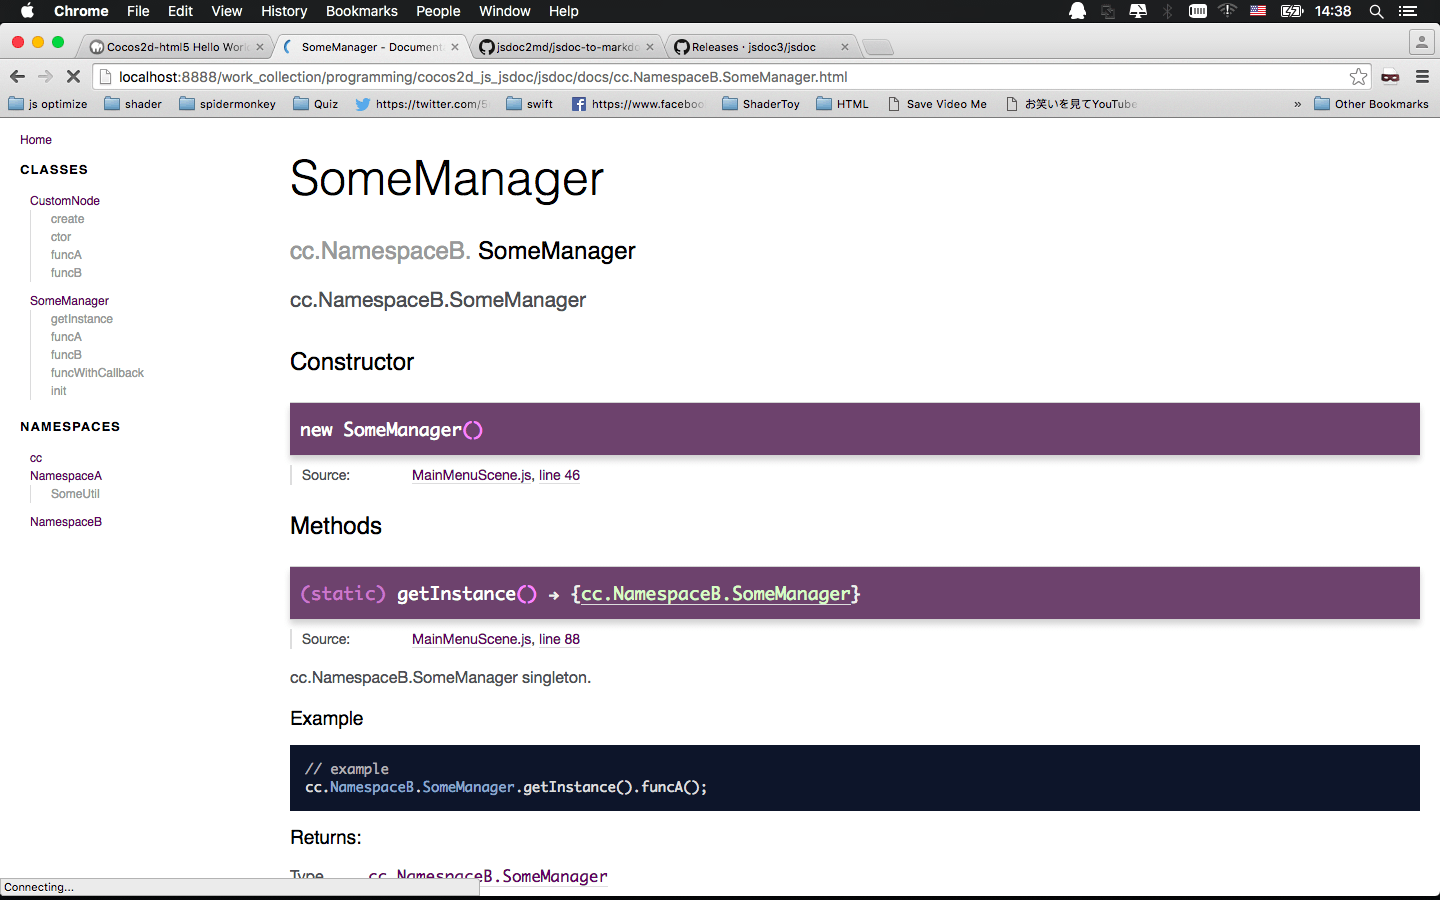 Chrome File Edit View History Bookmarks People Window Help 14:38
Cocos2d-html5 Hello Worl SomeManager - Document jsdoc2md/jsdoc-to-markdo Releases · jsdoc3/jsdoc
localhost:8888/work_collection/programming/cocos2d_js_jsdoc/jsdoc/docs/cc.NamespaceB.SomeManager.html
js optimize shader spidermonkey Quiz https://twitter.com/5 swift https://www.faceboo ShaderToy HTML Save Video Me お笑いを見てYouTube » Other Bookmarks
Home
CLASSES
CustomNode
create
ctor
funcA
funcB
SomeManager
getInstance
funcA
funcB
funcWithCallback
init
NAMESPACES
cc
NamespaceA
SomeUtil
NamespaceB
SomeManager
cc.NamespaceB. SomeManager
cc.NamespaceB.SomeManager
Constructor
new SomeManager()
Source: MainMenuScene.js, line 46
Methods
(static) getInstance() → {cc.NamespaceB.SomeManager}
Source: MainMenuScene.js, line 88
cc.NamespaceB.SomeManager singleton.
Example
// example
cc.NamespaceB.SomeManager.getInstance().funcA();
Returns:
Type cc.NamespaceB.SomeManager
Connecting...